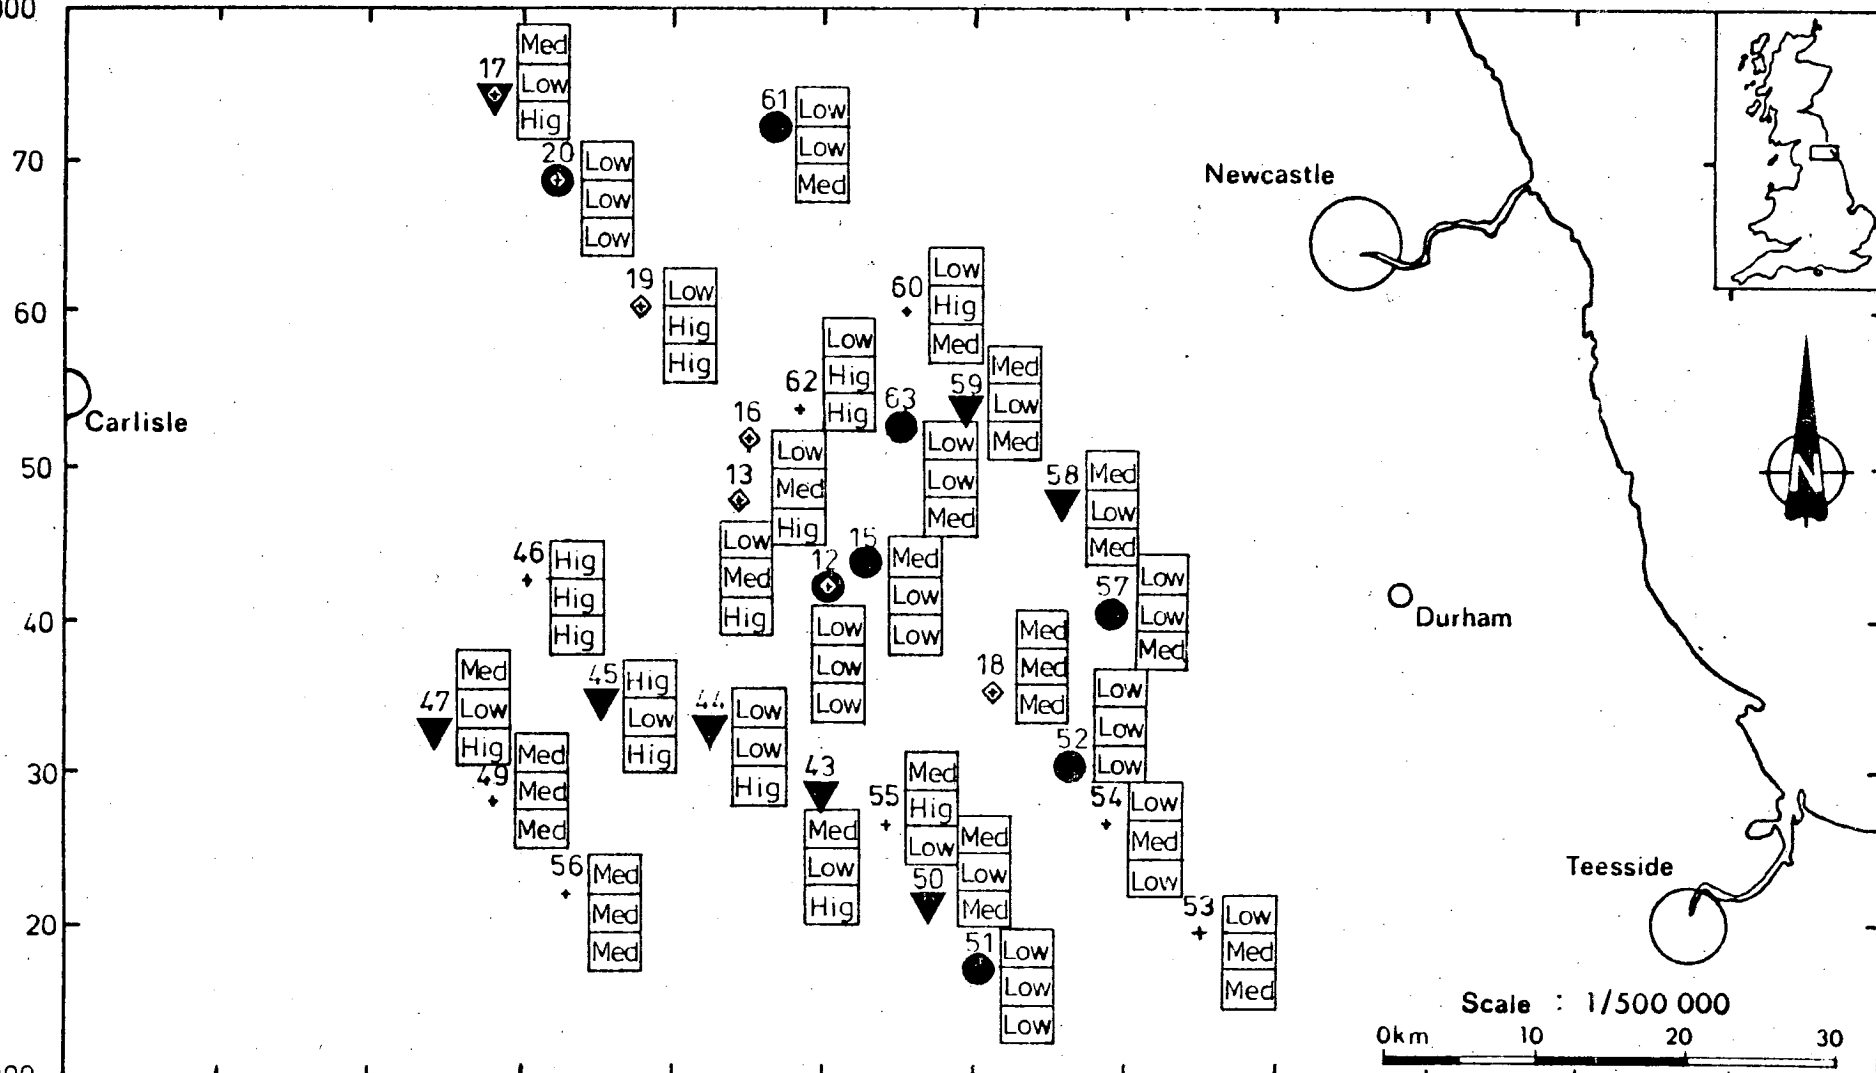 Med
17
Low
Hig
61
Low
Low
Med
20
Low
Low
Low
70
Newcastle
19
Low
Hig
Hig
60
60
Low
Hig
Med
62
Low
Hig
Hig
63
59
Med
Low
Med
Carlisle
16
Low
Med
Hig
Low
Low
Med
50
13
Low
Med
Hig
58
Med
Low
Med
46
Hig
Hig
Hig
12
15
Med
Low
Low
57
Low
Low
Med
Durham
40
Low
Low
Low
18
Med
Med
Med
47
Med
Low
Hig
45
Hig
Low
Hig
44
Low
Low
Hig
52
Low
Low
Low
30
49
Med
Med
Med
43
Med
Low
Hig
55
Med
Hig
Low
54
Low
Med
Low
56
Med
Med
Med
50
Med
Low
Med
Teesside
20
53
Low
Med
Med
51
Low
Low
Low
N
Scale : 1/500 000
0km 10 20 30